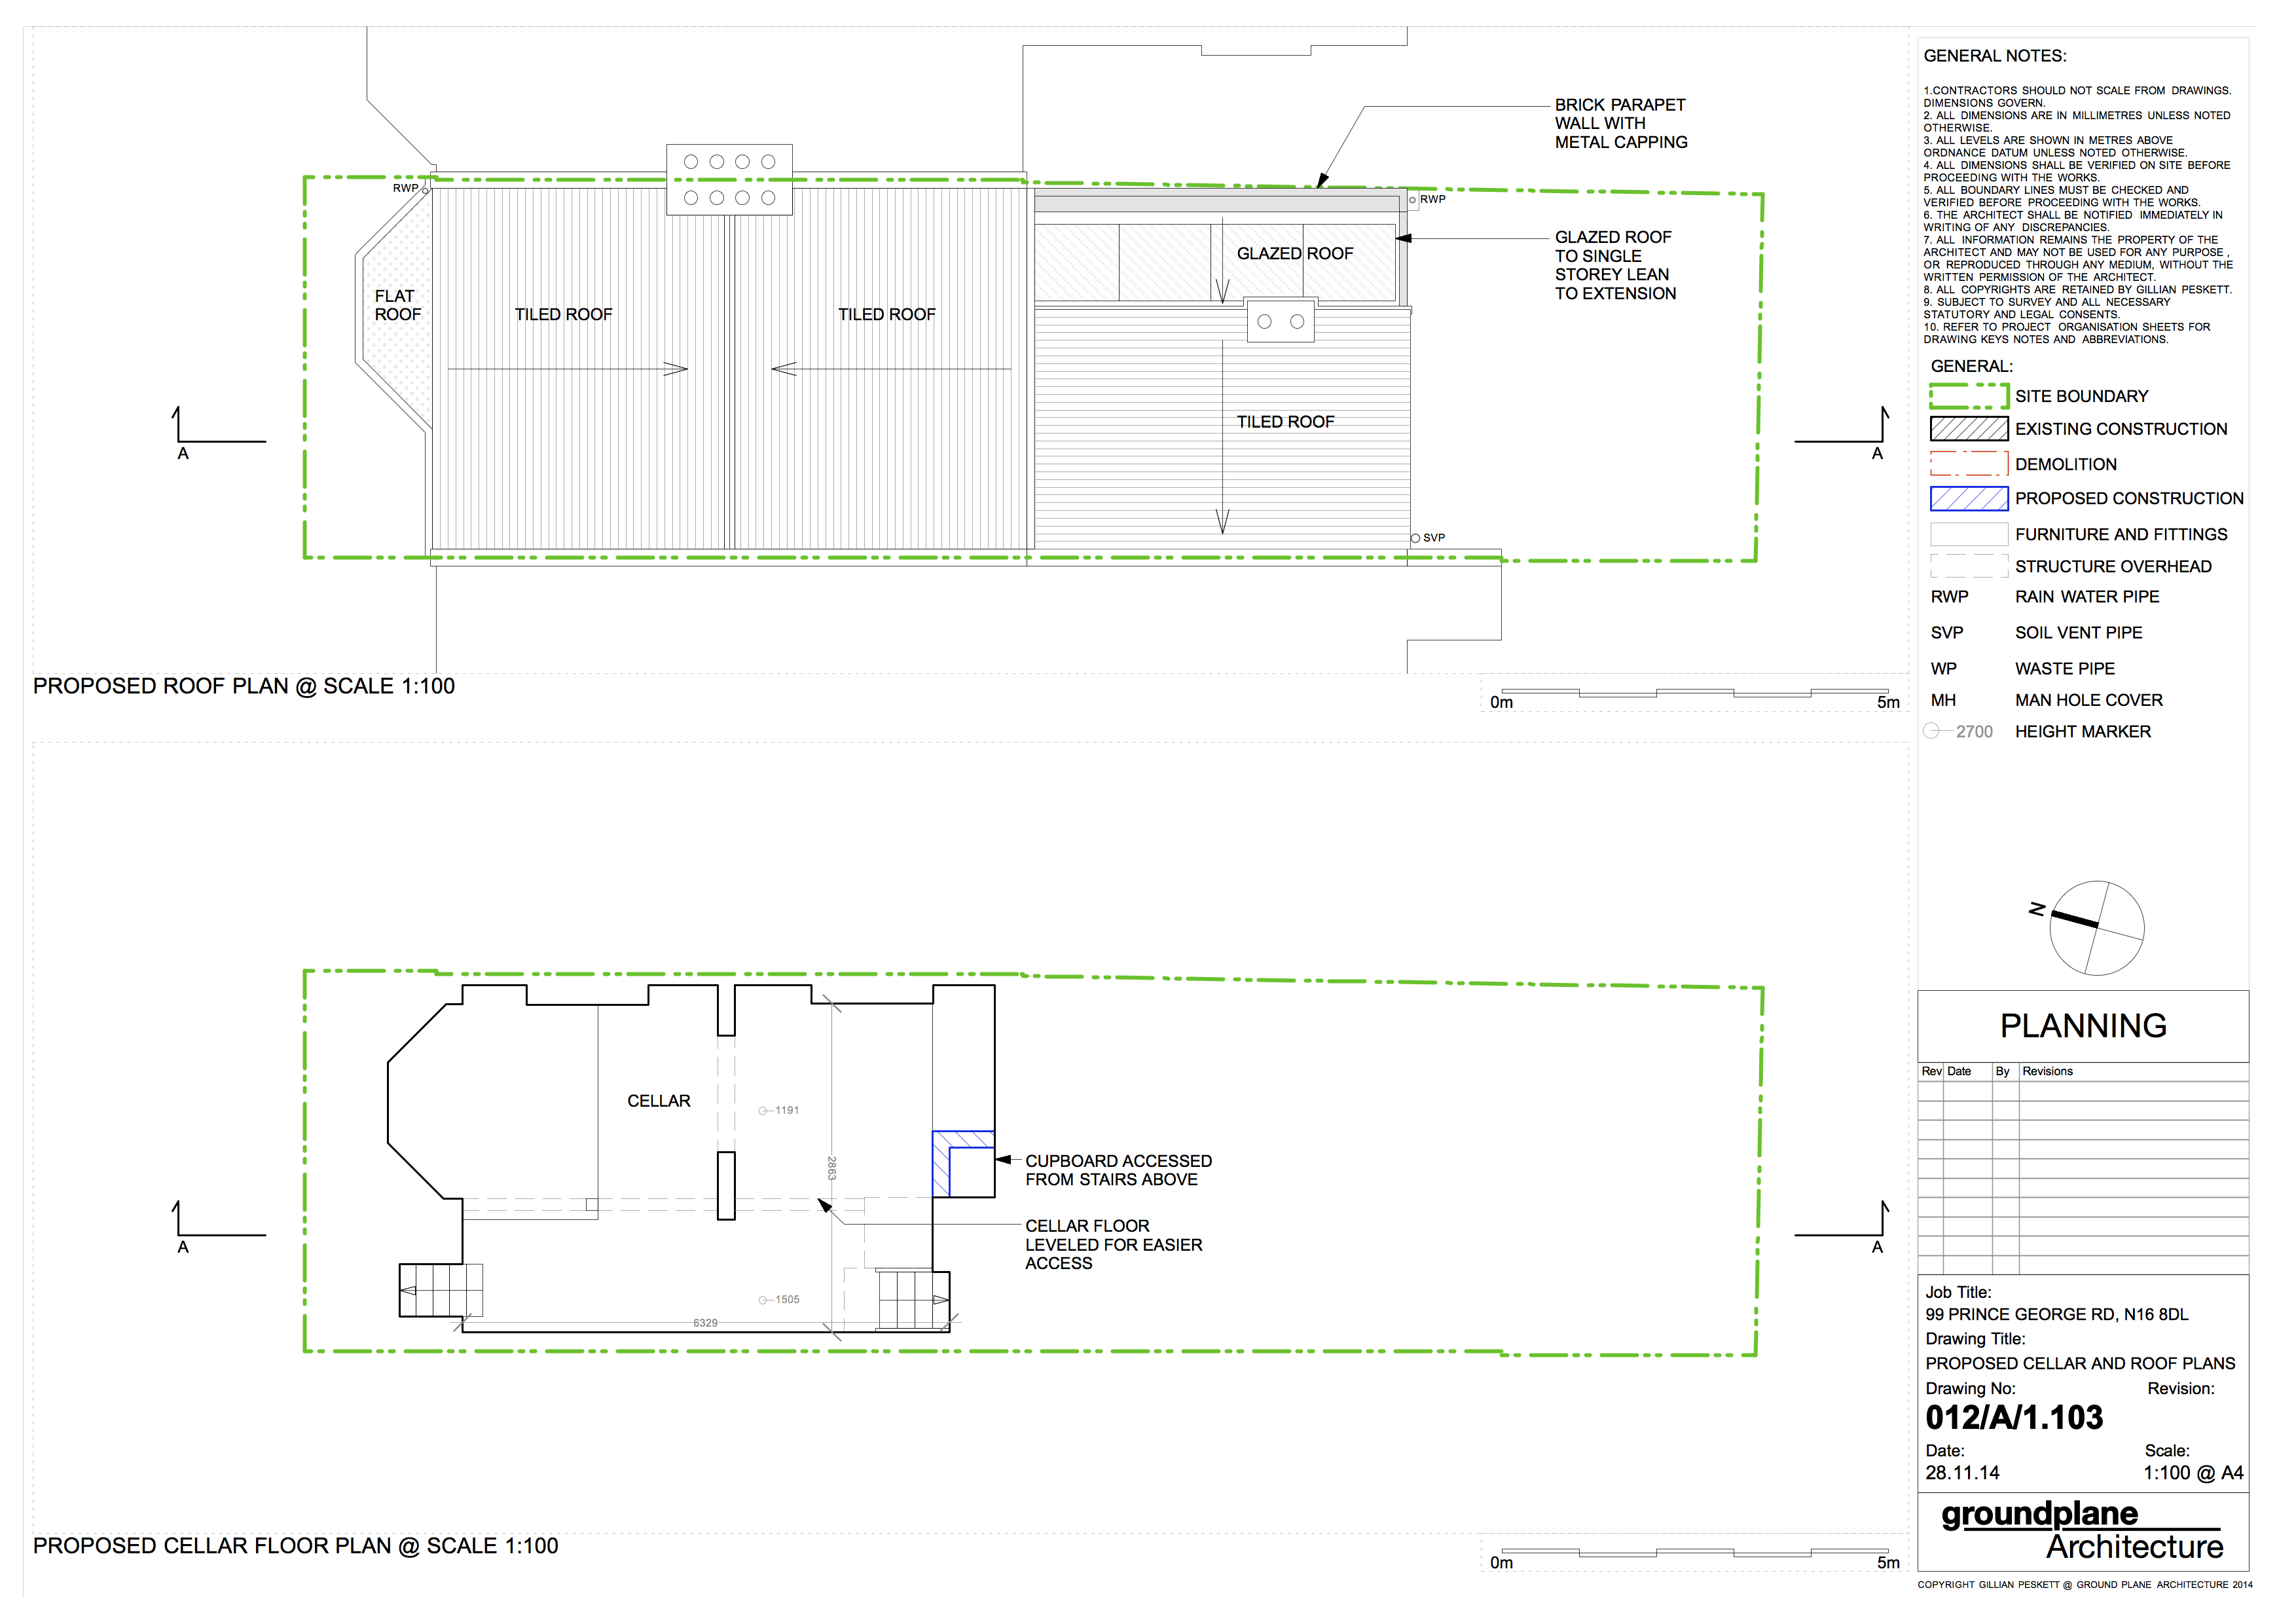 BRICK PARAPET
WALL WITH
METAL CAPPING
RWP
RWP
GLAZED ROOF
TO SINGLE
STOREY LEAN
TO EXTENSION
GLAZED ROOF
FLAT
ROOF
TILED ROOF
TILED ROOF
TILED ROOF
A
A
SVP
PROPOSED ROOF PLAN @ SCALE 1:100
0m
5m
CELLAR
1191
2863
CUPBOARD ACCESSED
FROM STAIRS ABOVE
CELLAR FLOOR
LEVELED FOR EASIER
ACCESS
A
A
1505
6329
PROPOSED CELLAR FLOOR PLAN @ SCALE 1:100
0m
5m
GENERAL NOTES:
1.CONTRACTORS SHOULD NOT SCALE FROM DRAWINGS.
DIMENSIONS GOVERN.
2. ALL DIMENSIONS ARE IN MILLIMETRES UNLESS NOTED
OTHERWISE.
3. ALL LEVELS ARE SHOWN IN METRES ABOVE
ORDNANCE DATUM UNLESS NOTED OTHERWISE.
4. ALL DIMENSIONS SHALL BE VERIFIED ON SITE BEFORE
PROCEEDING WITH THE WORKS.
5. ALL BOUNDARY LINES MUST BE CHECKED AND
VERIFIED BEFORE PROCEEDING WITH THE WORKS.
6. THE ARCHITECT SHALL BE NOTIFIED IMMEDIATELY IN
WRITING OF ANY DISCREPANCIES.
7. ALL INFORMATION REMAINS THE PROPERTY OF THE
ARCHITECT AND MAY NOT BE USED FOR ANY PURPOSE ,
OR REPRODUCED THROUGH ANY MEDIUM, WITHOUT THE
WRITTEN PERMISSION OF THE ARCHITECT.
8. ALL COPYRIGHTS ARE RETAINED BY GILLIAN PESKETT.
9. SUBJECT TO SURVEY AND ALL NECESSARY
STATUTORY AND LEGAL CONSENTS.
10. REFER TO PROJECT ORGANISATION SHEETS FOR
DRAWING KEYS NOTES AND ABBREVIATIONS.
GENERAL:
SITE BOUNDARY
EXISTING CONSTRUCTION
DEMOLITION
PROPOSED CONSTRUCTION
FURNITURE AND FITTINGS
STRUCTURE OVERHEAD
RWP RAIN WATER PIPE
SVP SOIL VENT PIPE
WP WASTE PIPE
MH MAN HOLE COVER
2700 HEIGHT MARKER
N
PLANNING
Rev Date By Revisions
Job Title:
99 PRINCE GEORGE RD, N16 8DL
Drawing Title:
PROPOSED CELLAR AND ROOF PLANS
Drawing No: Revision:
012/A/1.103
Date: Scale:
28.11.14 1:100 @ A4
groundplane
Architecture
COPYRIGHT GILLIAN PESKETT @ GROUND PLANE ARCHITECTURE 2014